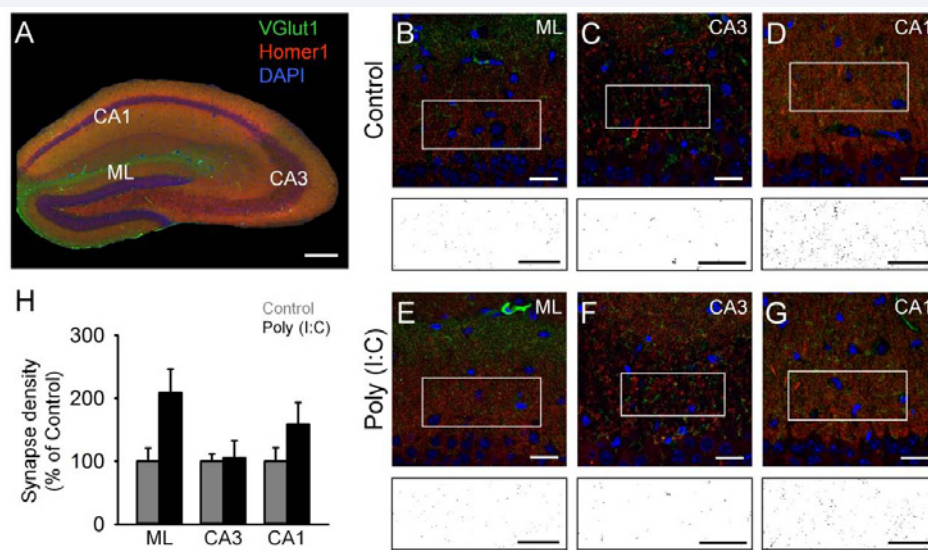 A
VGlut1
Homer1
DAPI
CA1
ML
CA3
Control
B
ML
C
CA3
D
CA1
H
Control
Poly (I:C)
Synapse density
(% of Control)
300
200
100
0
ML
CA3
CA1
Poly (I:C)
E
ML
F
CA3
G
CA1